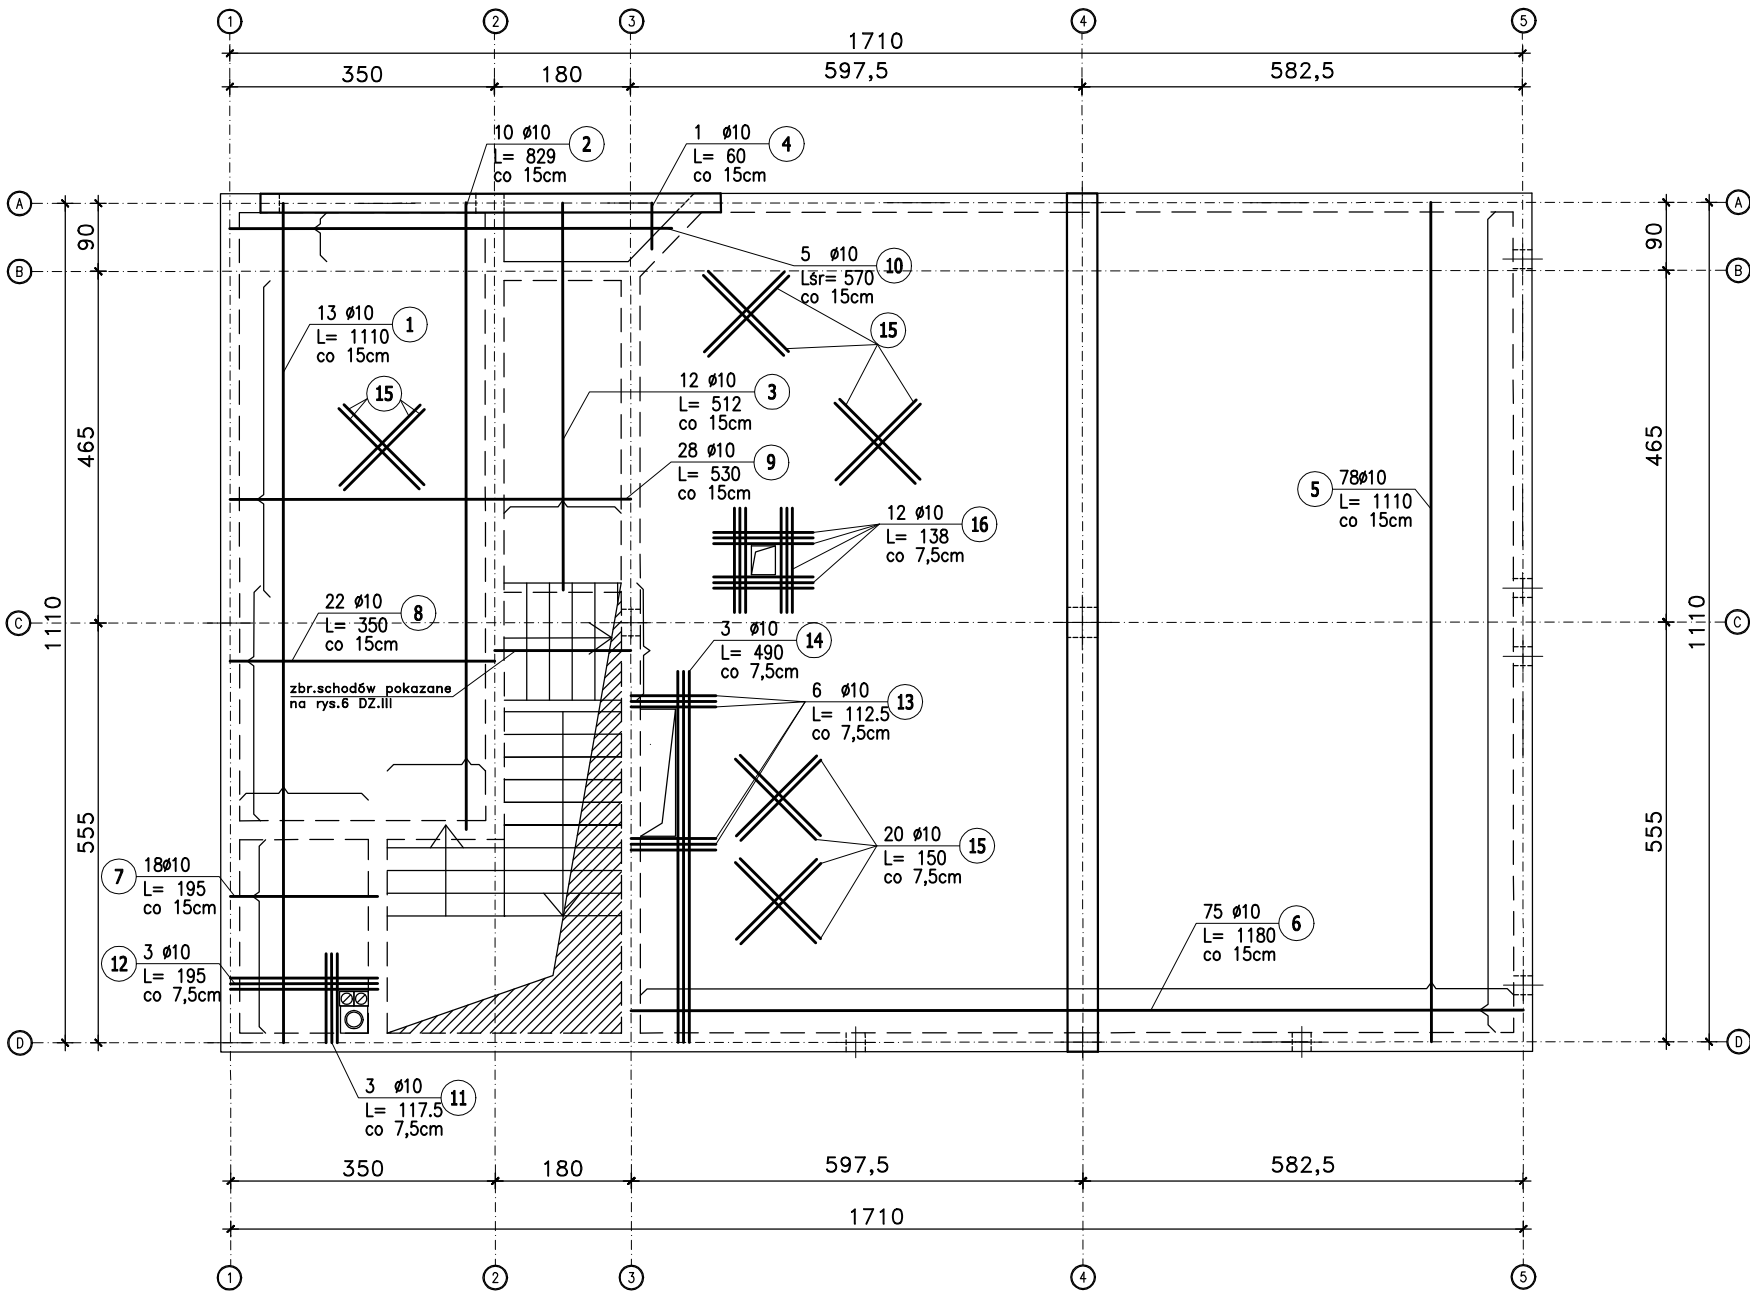 1 2 3 4 5
1710
350 180 597,5 582,5
10 ø10 2
L= 829
co 15cm
1 ø10 4
L= 60
co 15cm
A A
90 90
B B
5 ø10 10
Lśr= 570
co 15cm
13 ø10 1
L= 1110
co 15cm
15
15
12 ø10 3
L= 512
co 15cm
465 465
28 ø10 9
L= 530
co 15cm
5 78ø10
L= 1110
co 15cm
12 ø10 16
L= 138
co 7,5cm
1110 1110
C C
22 ø10 8
L= 350
co 15cm
3 ø10 14
L= 490
co 7,5cm
zbr.schodów pokazane
na rys.6 DZ.III
6 ø10 13
L= 112.5
co 7,5cm
555 555
20 ø10 15
L= 150
co 7,5cm
7 18ø10
L= 195
co 15cm
75 ø10 6
L= 1180
co 15cm
12 3 ø10
L= 195
co 7,5cm
D D
3 ø10 11
L= 117.5
co 7,5cm
350 180 597,5 582,5
1710
1 2 3 4 5